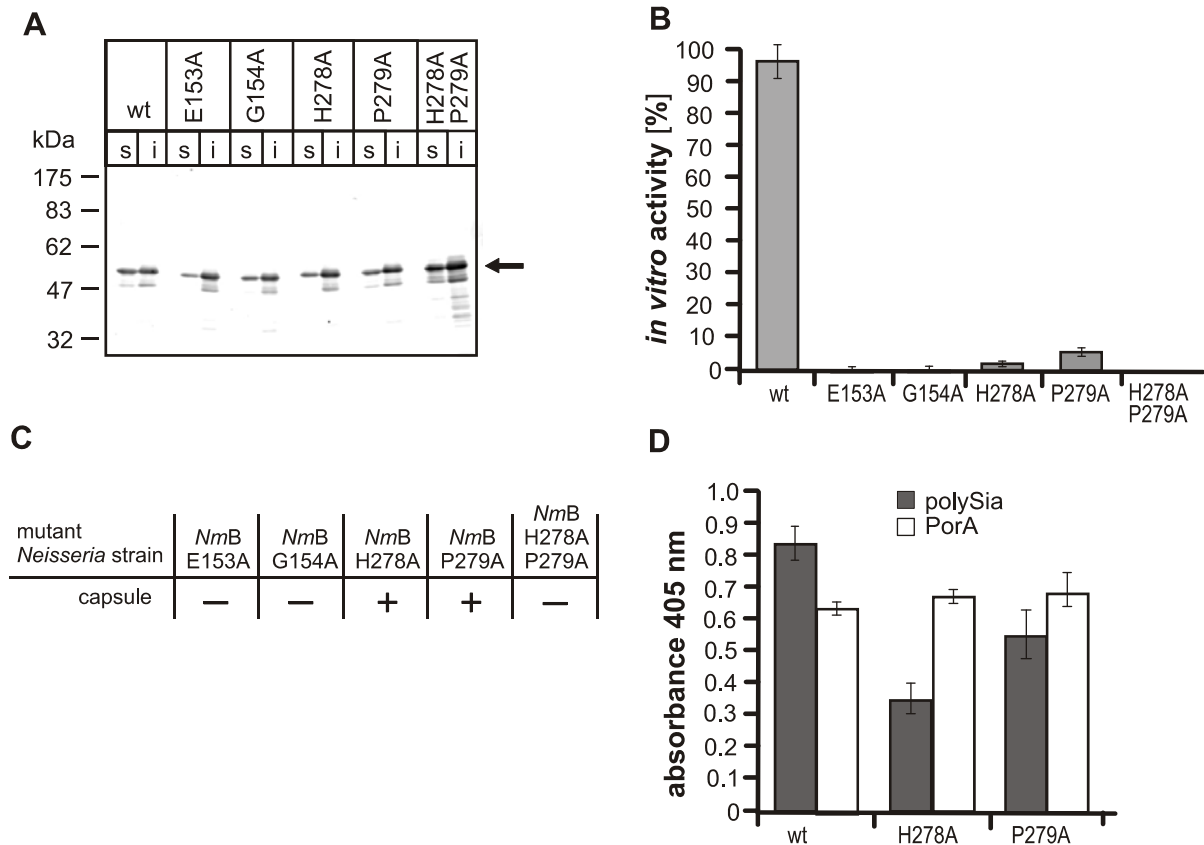 A
wt
E153A
G154A
H278A
P279A
H278A
P279A
kDa
s i s i s i s i s i s i
175
83
62
47
32
B
in vitro activity [%]
100
90
80
70
60
50
40
30
20
10
0
wt E153A G154A H278A P279A H278A
P279A
C
mutant
Neisseria strain
NmB
E153A
NmB
G154A
NmB
H278A
NmB
P279A
NmB
H278A
P279A
capsule — — + + —
D
absorbance 405 nm
polySia
PorA
1.0
0.9
0.8
0.7
0.6
0.5
0.4
0.3
0.2
0.1
0
wt H278A P279A